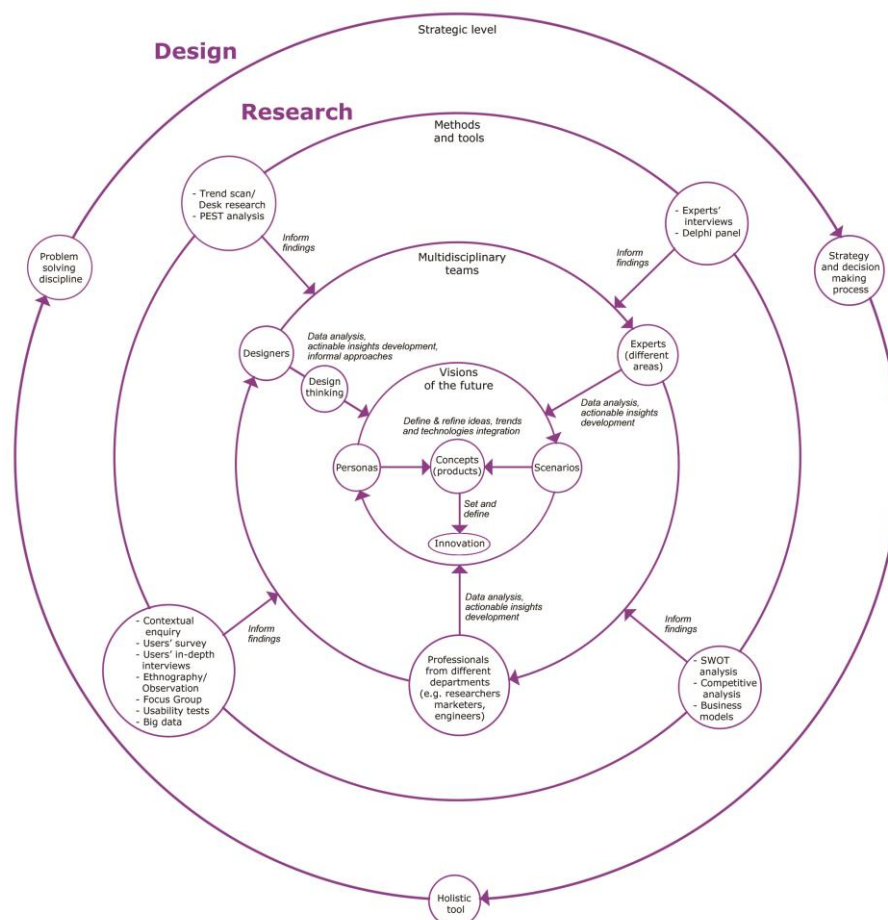 Strategic level
Design
Research
Methods
and tools
- Trend scan/
Desk research
- PEST analysis
- Experts'
interviews
- Delphi panel
Inform
findings
Inform
findings
Problem
solving
discipline
Strategy and
decision
making
process
Multidisciplinary
teams
Designers
Data analysis,
actinable insights development,
informal approaches
Design
thinking
Experts
(different
areas)
Visions
of the future
Data analysis,
actionable insights
development
Define & refine ideas, trends
and technologies integration
Personas
Concepts
(products)
Scenarios
Set and
define
Innovation
Data analysis,
actionable insights
development
- Contextual
enquiry
- Users' survey
- Users' in-depth
interviews
- Ethnography/
Observation
- Focus Group
- Usability tests
- Big data
Inform
findings
Professionals
from different
departments
(e.g. researchers
marketers,
engineers)
Inform
findings
- SWOT
analysis
- Competitive
analysis
- Business
models
Holistic
tool